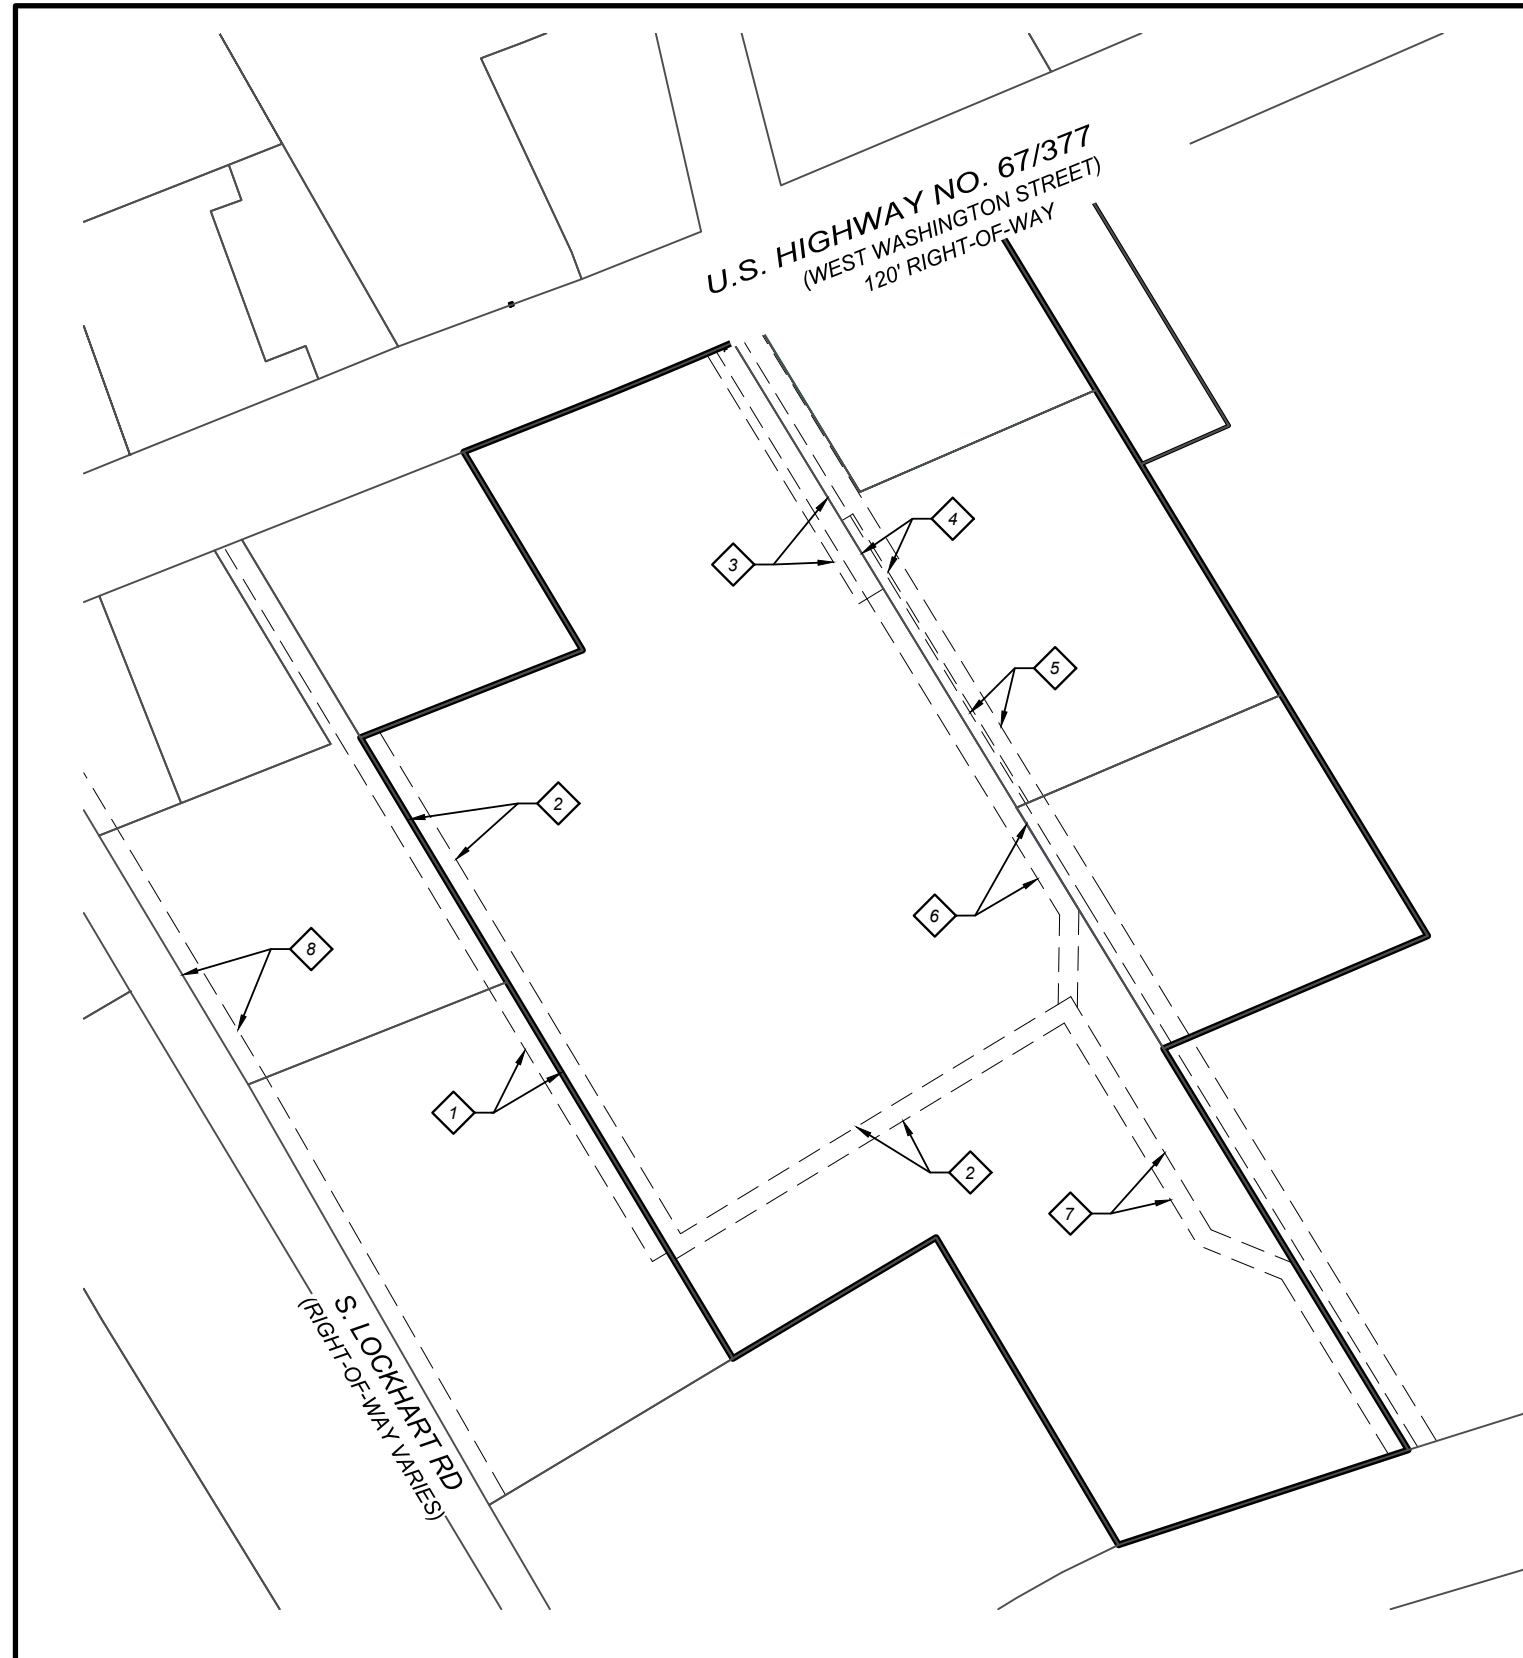 U.S. HIGHWAY NO. 67/377
(WEST WASHINGTON STREET)
120' RIGHT-OF-WAY
4
3
5
2
6
8
1
2
7
S. LOCKHART RD
(RIGHT-OF-WAY VARIES)